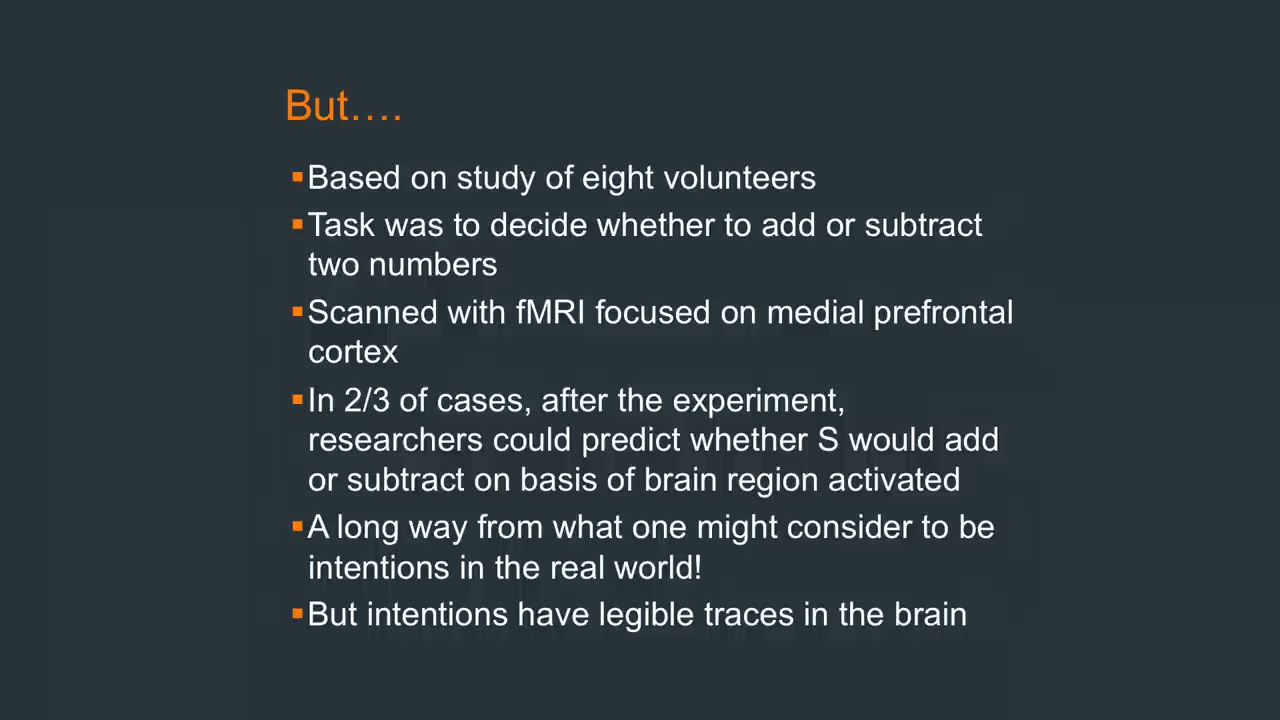 But….
▪Based on study of eight volunteers
▪Task was to decide whether to add or subtract
two numbers
▪Scanned with fMRI focused on medial prefrontal
cortex
▪In 2/3 of cases, after the experiment,
researchers could predict whether S would add
or subtract on basis of brain region activated
▪A long way from what one might consider to be
intentions in the real world!
▪But intentions have legible traces in the brain